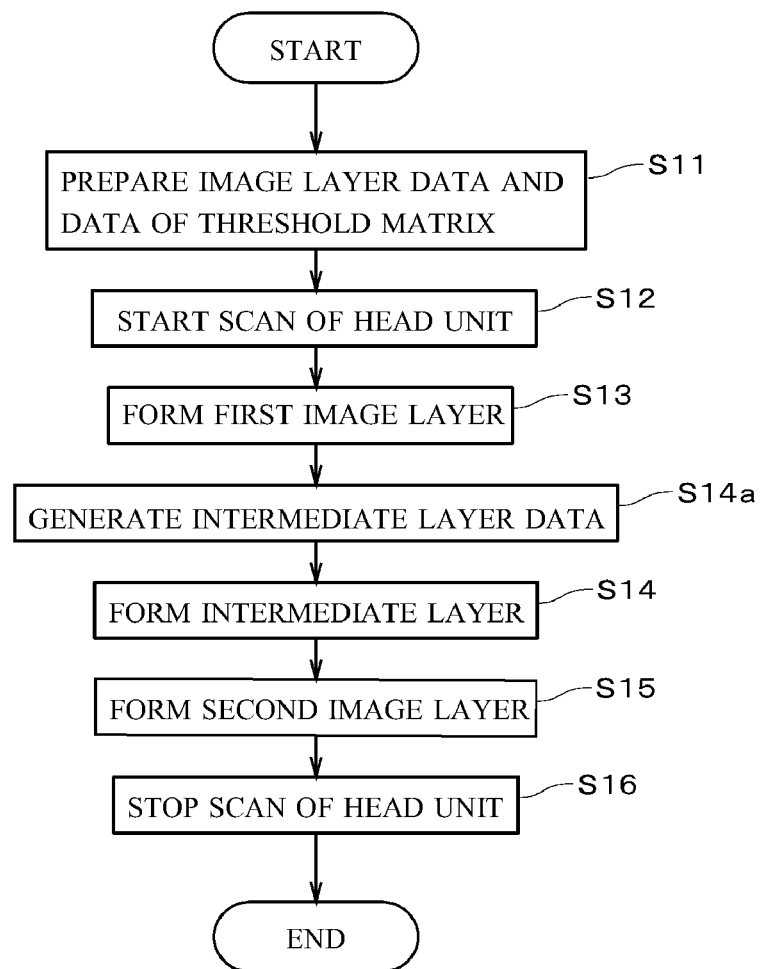 START
S11
PREPARE IMAGE LAYER DATA AND
DATA OF THRESHOLD MATRIX
S12
START SCAN OF HEAD UNIT
S13
FORM FIRST IMAGE LAYER
S14a
GENERATE INTERMEDIATE LAYER DATA
S14
FORM INTERMEDIATE LAYER
S15
FORM SECOND IMAGE LAYER
S16
STOP SCAN OF HEAD UNIT
END